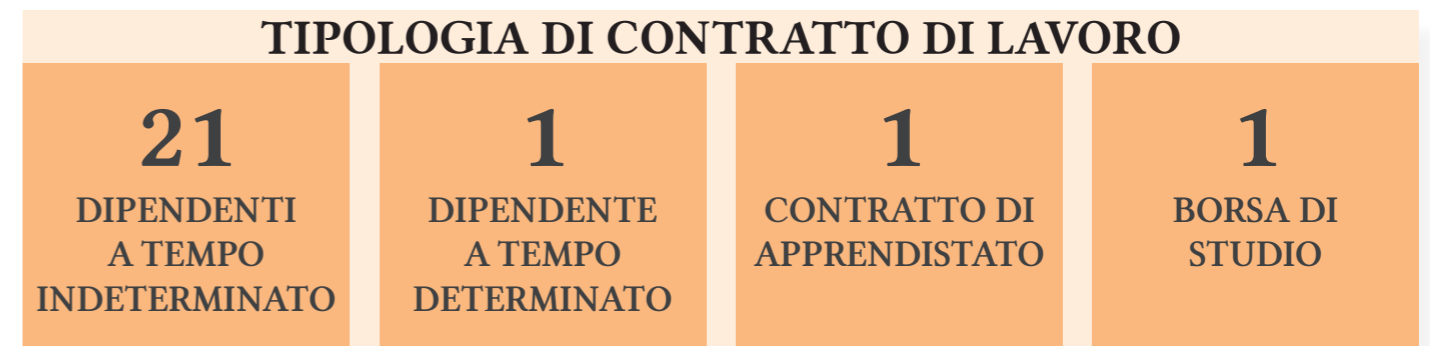 TIPOLOGIA DI CONTRATTO DI LAVORO
21
DIPENDENTI
A TEMPO
INDETERMINATO
1
DIPENDENTE
A TEMPO
DETERMINATO
1
CONTRATTO DI
APPRENDISTATO
1
BORSA DI
STUDIO